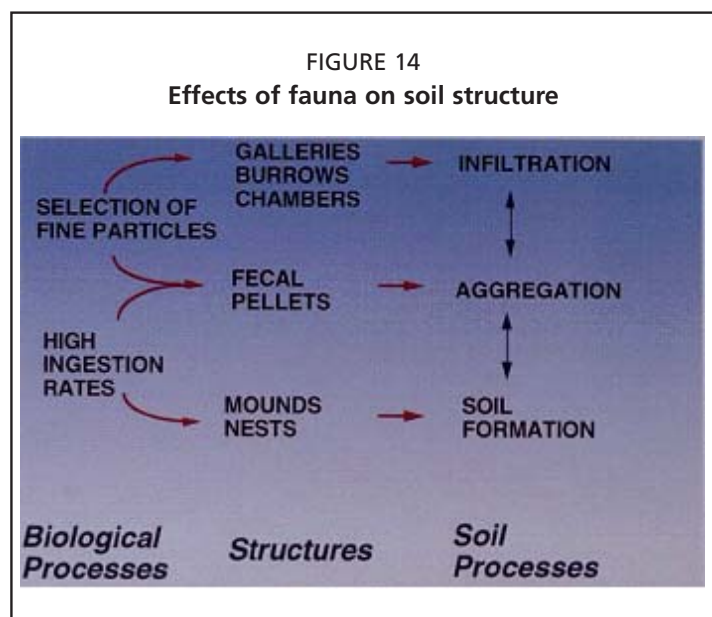 FIGURE 14
Effects of fauna on soil structure
GALLERIES
BURROWS
CHAMBERS
INFILTRATION
SELECTION OF
FINE PARTICLES
FECAL
PELLETS
AGGREGATION
HIGH
INGESTION
RATES
MOUNDS
NESTS
SOIL
FORMATION
Biological
Processes
Structures
Soil
Processes